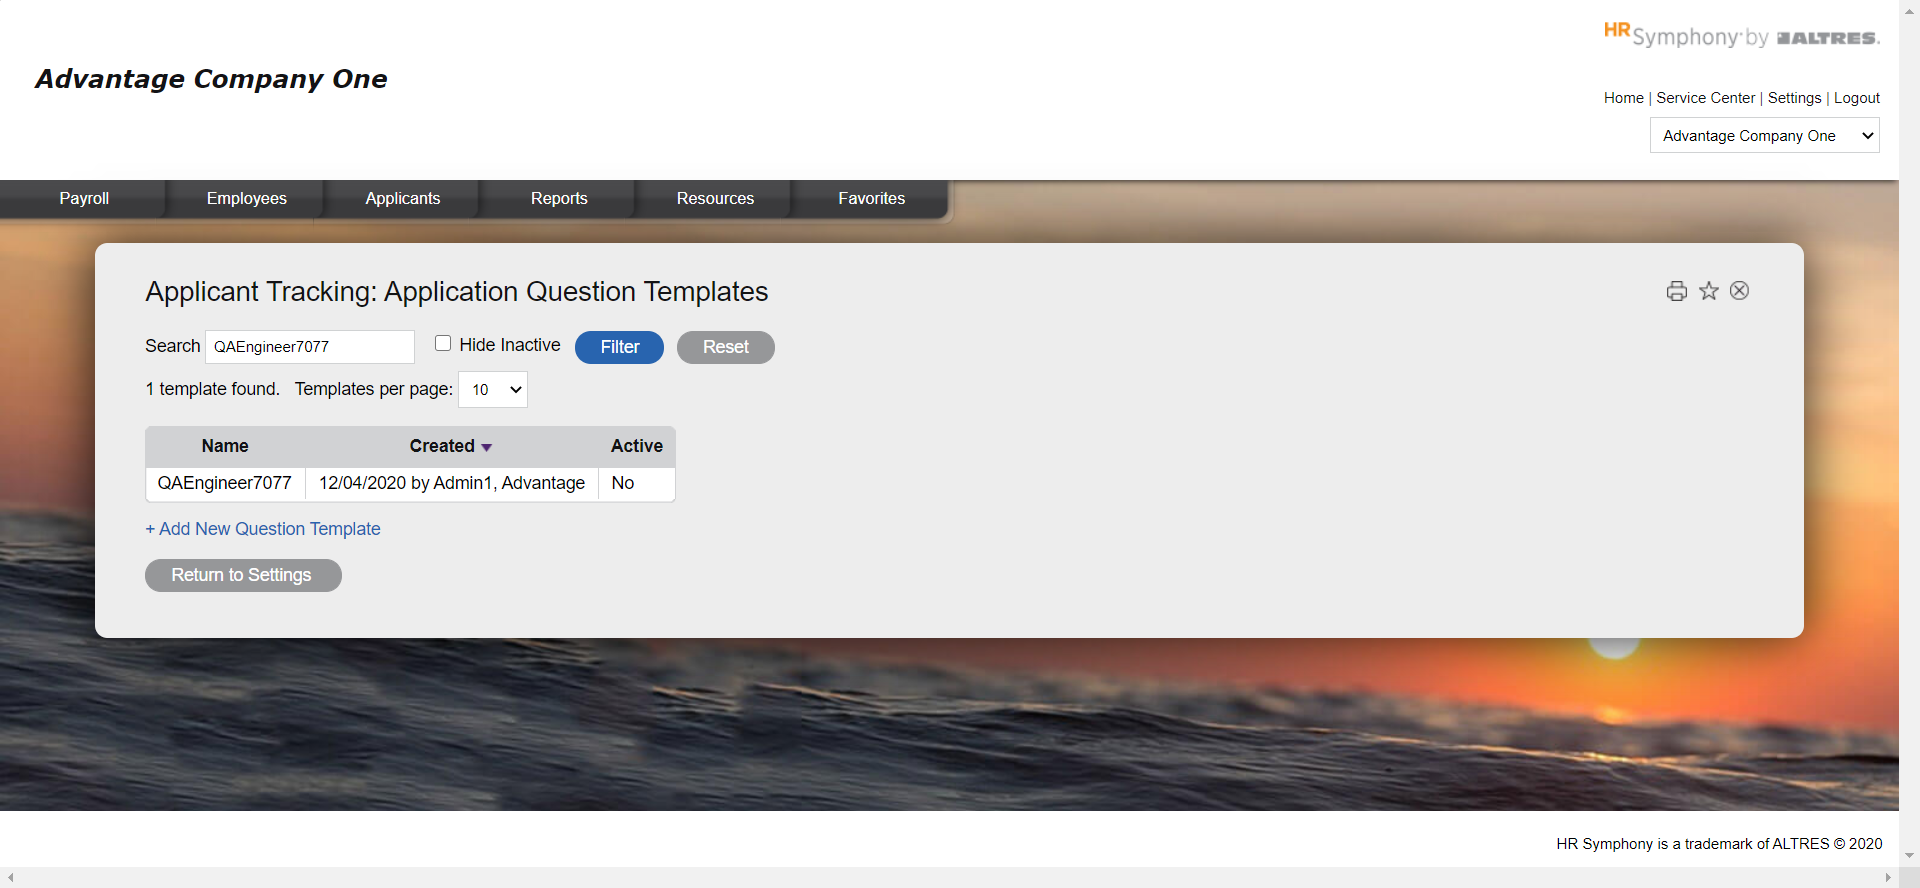 HR Symphony by ALTRES.
Advantage Company One
Home | Service Center | Settings | Logout
Advantage Company One
Payroll Employees Applicants Reports Resources Favorites
Applicant Tracking: Application Question Templates
Search QAEngineer7077 Hide Inactive Filter Reset
1 template found. Templates per page: 10
Name Created Active
QAEngineer7077 12/04/2020 by Admin1, Advantage No
+ Add New Question Template
Return to Settings
HR Symphony is a trademark of ALTRES © 2020